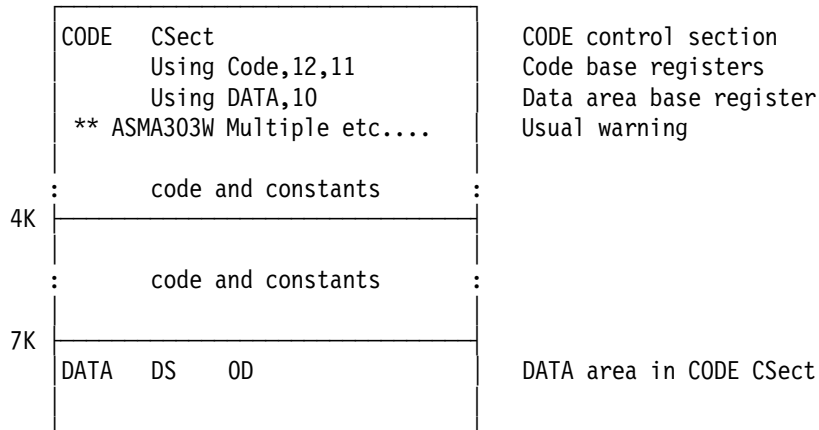 CODE CSect CODE control section
Using Code,12,11 Code base registers
Using DATA,10 Data area base register
** ASMA303W Multiple etc.... Usual warning
: code and constants :
4K
: code and constants :
7K
DATA DS 0D DATA area in CODE CSect